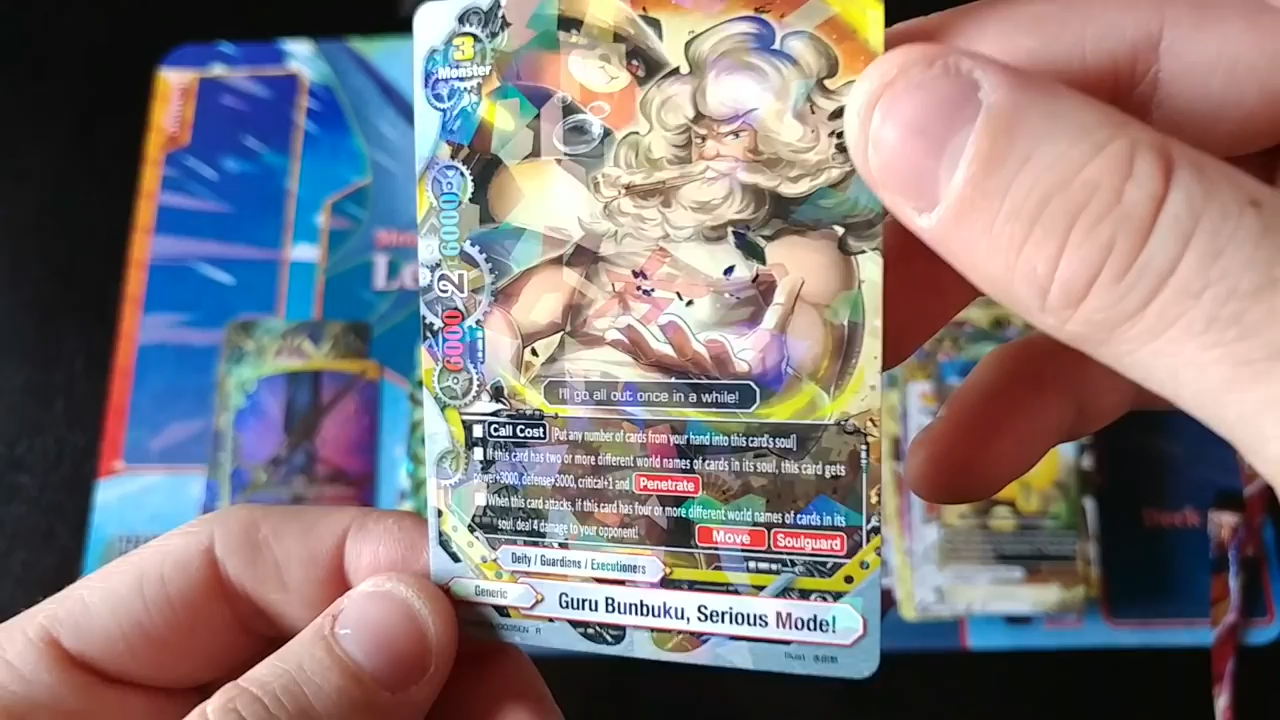 3
Monster
6000
2
6000
I'll go all out once in a while!
Call Cost [Put any number of cards from your hand into this card's soul]
If this card has two or more different world names of cards in its soul, this card gets
power+3000, defense+3000, critical+1 and Penetrate
When this card attacks, if this card has four or more different world names of cards in its
soul, deal 4 damage to your opponent!
Move Soulguard
Deity / Guardians / Executioners
Generic
Guru Bunbuku, Serious Mode!
0035EN R
Illust
Deck